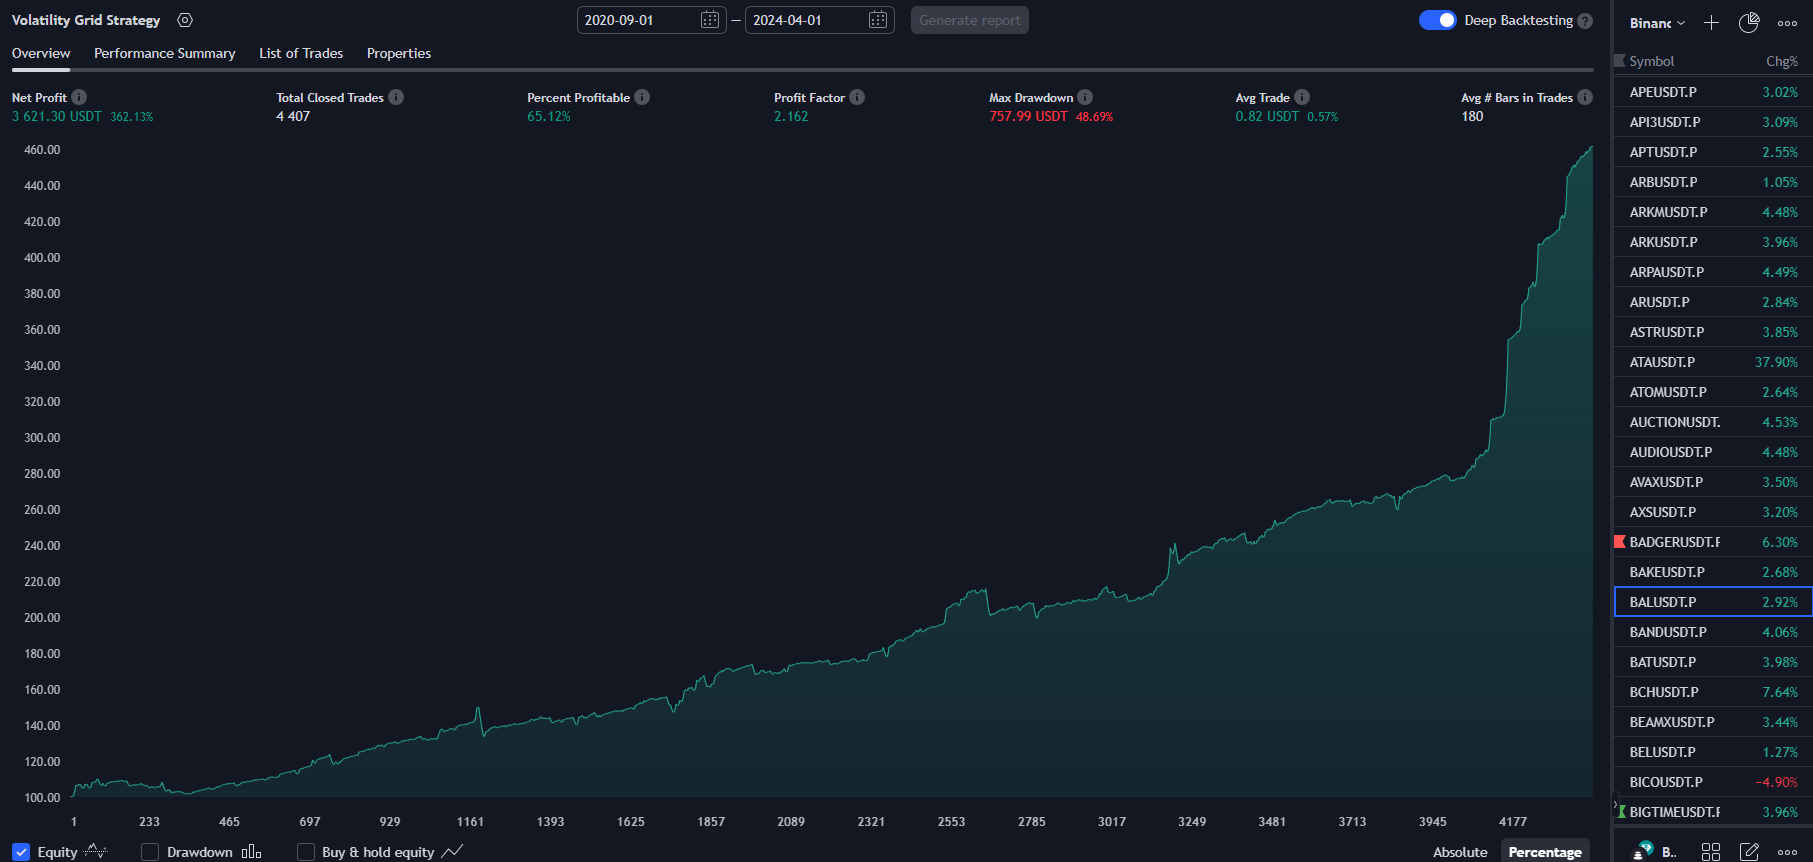 Volatility Grid Strategy
2020-09-01 — 2024-04-01 Generate report
Deep Backtesting ?
Overview Performance Summary List of Trades Properties
Net Profit
3 621.30 USDT 362.13%
Total Closed Trades
4 407
Percent Profitable
65.12%
Profit Factor
2.162
Max Drawdown
757.99 USDT 48.69%
Avg Trade
0.82 USDT 0.57%
Avg # Bars in Trades
180
460.00
440.00
420.00
400.00
380.00
360.00
340.00
320.00
300.00
280.00
260.00
240.00
220.00
200.00
180.00
160.00
140.00
120.00
100.00
1 233 465 697 929 1161 1393 1625 1857 2089 2321 2553 2785 3017 3249 3481 3713 3945 4177
Equity Drawdown Buy & hold equity
Absolute Percentage
Binanc
Symbol Chg%
APEUSDT.P 3.02%
API3USDT.P 3.09%
APTUSDT.P 2.55%
ARBUSDT.P 1.05%
ARKMUSDT.P 4.48%
ARKUSDT.P 3.96%
ARPAUSDT.P 4.49%
ARUSDT.P 2.84%
ASTRUSDT.P 3.85%
ATAUSDT.P 37.90%
ATOMUSDT.P 2.64%
AUCTIONUSDT. 4.53%
AUDIOUSDT.P 4.48%
AVAXUSDT.P 3.50%
AXSUSDT.P 3.20%
BADGERUSDT.F 6.30%
BAKEUSDT.P 2.68%
BALUSDT.P 2.92%
BANDUSDT.P 4.06%
BATUSDT.P 3.98%
BCHUSDT.P 7.64%
BEAMXUSDT.P 3.44%
BELUSDT.P 1.27%
BICOUSDT.P −4.90%
BIGTIMEUSDT.F 3.96%
B..